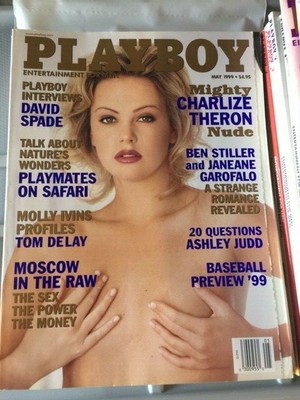 PLAYBOY
ENTERTAINMENT
MAY 1999 • $4.95
PLAYBOY
INTERVIEWS
DAVID
SPADE
TALK ABOUT
NATURE'S
WONDERS
PLAYMATES
ON SAFARI
MOLLY IVINS
PROFILES
TOM DELAY
MOSCOW
IN THE RAW
THE SEX
THE POWER
THE MONEY
Mighty
CHARLIZE
THERON
Nude
BEN STILLER
and JANEANE
GAROFALO
A STRANGE
ROMANCE
REVEALED
20 QUESTIONS
ASHLEY JUDD
BASEBALL
PREVIEW '99